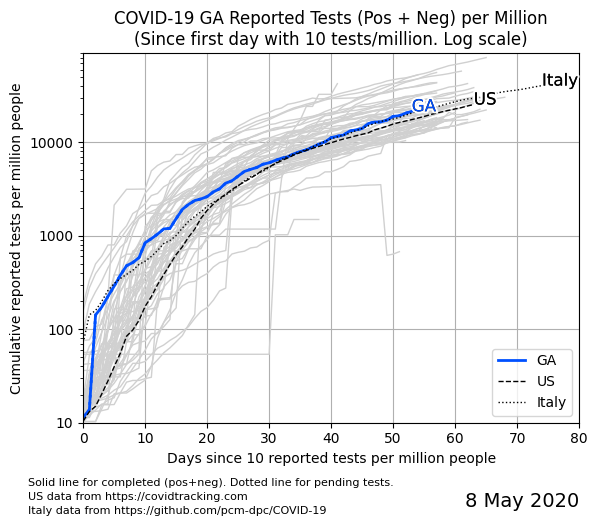 COVID-19 GA Reported Tests (Pos + Neg) per Million
(Since first day with 10 tests/million. Log scale)
Cumulative reported tests per million people
10000
1000
100
10
Italy
US
GA
GA
US
Italy
0 10 20 30 40 50 60 70 80
Days since 10 reported tests per million people
Solid line for completed (pos+neg). Dotted line for pending tests.
US data from https://covidtracking.com
Italy data from https://github.com/pcm-dpc/COVID-19
8 May 2020